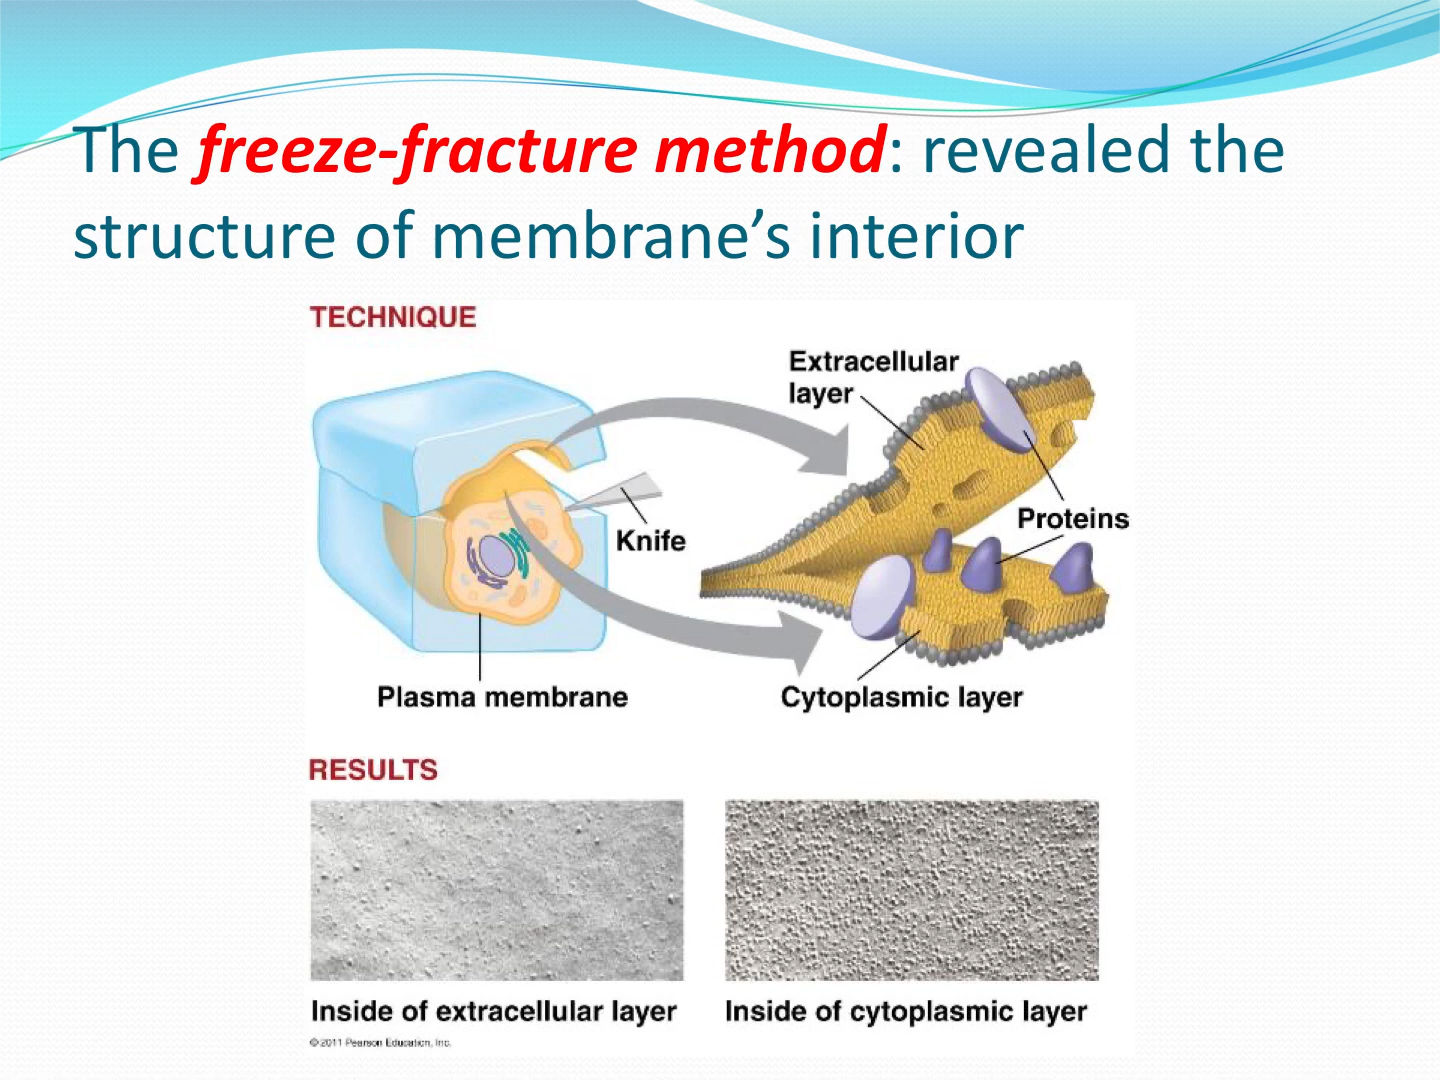 The freeze-fracture method: revealed the
structure of membrane’s interior
TECHNIQUE
Extracellular
layer
Knife
Proteins
Plasma membrane
Cytoplasmic layer
RESULTS
Inside of extracellular layer
Inside of cytoplasmic layer
© 2011 Pearson Education, Inc.